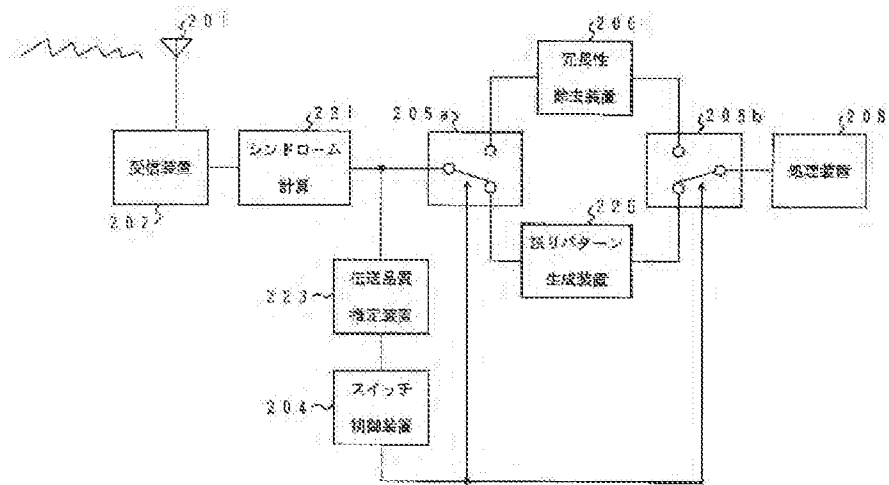 201
206
冗長性
除去装置
221
205a
205b
208
受信装置
シンドローム
計算
処理装置
202
225
誤りパターン
生成装置
伝送品質
推定装置
223
スイッチ
制御装置
204